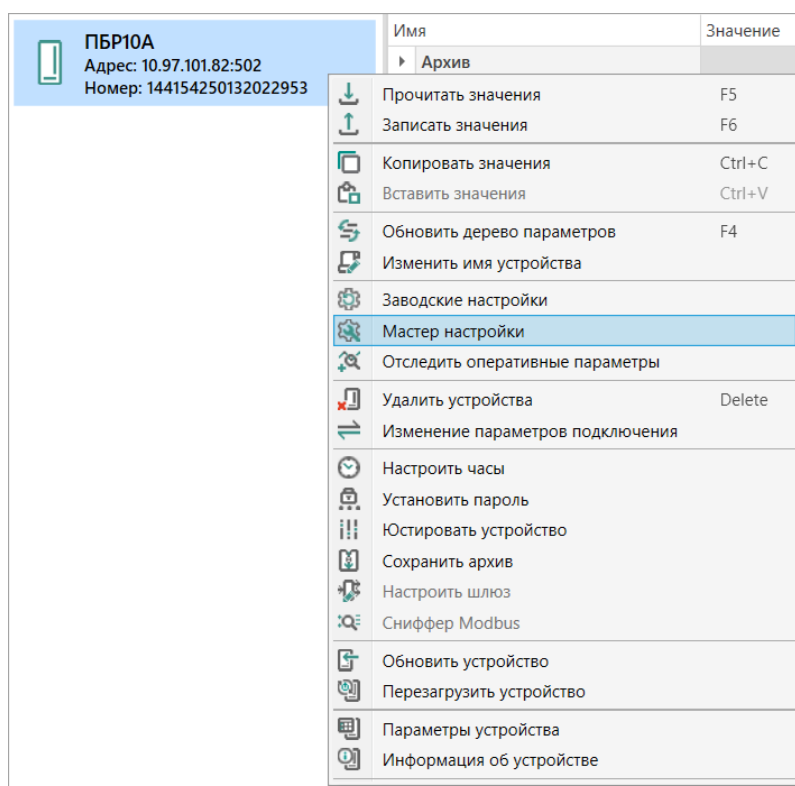 ПБР10А
Адрес: 10.97.101.82:502
Номер: 144154250132022953
Имя Значение
Архив
Прочитать значения F5
Записать значения F6
Копировать значения Ctrl+C
Вставить значения Ctrl+V
Обновить дерево параметров F4
Изменить имя устройства
Заводские настройки
Мастер настройки
Отследить оперативные параметры
Удалить устройства Delete
Изменение параметров подключения
Настроить часы
Установить пароль
Юстировать устройство
Сохранить архив
Настроить шлюз
Сниффер Modbus
Обновить устройство
Перезагрузить устройство
Параметры устройства
Информация об устройстве